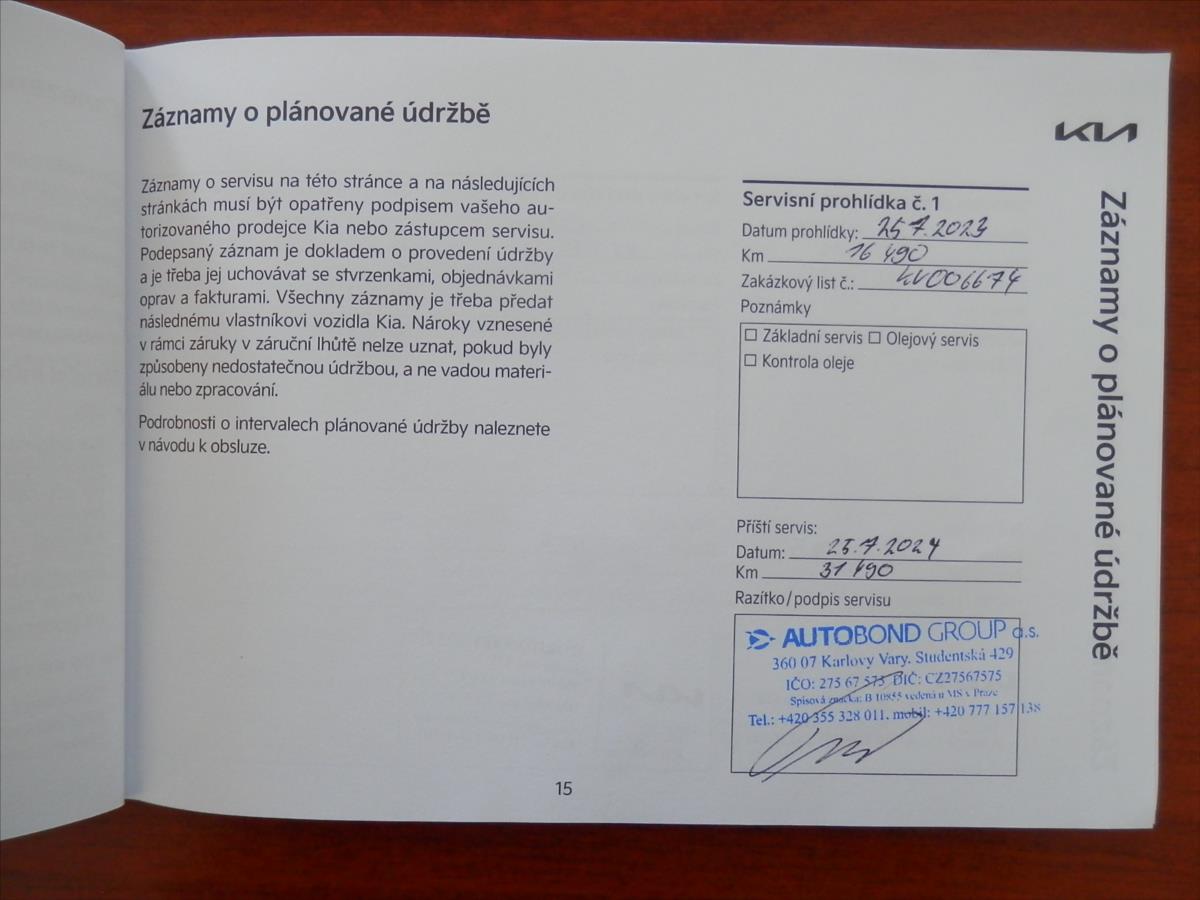 Záznamy o plánované údržbě
Záznamy o servisu na této stránce a na následujících
stránkách musí být opatřeny podpisem vašeho au-
torizovaného prodejce Kia nebo zástupcem servisu.
Podepsaný záznam je dokladem o provedení údržby
a je třeba jej uchovávat se stvrzenkami, objednávkami
oprav a fakturami. Všechny záznamy je třeba předat
následnému vlastníkovi vozidla Kia. Nároky vznesené
v rámci záruky v záruční lhůtě nelze uznat, pokud byly
způsobeny nedostatečnou údržbou, a ne vadou materi-
álu nebo zpracování.
Podrobnosti o intervalech plánované údržby naleznete
v návodu k obsluze.
15
KIA
Servisní prohlídka č. 1
Datum prohlídky: 25.7.2023
Km 16 490
Zakázkový list č.: KV006674
Poznámky
Základní servis Olejový servis
Kontrola oleje
Příští servis:
Datum: 25.7.2024
Km 31 490
Razítko/podpis servisu
AUTOBOND GROUP a.s.
360 07 Karlovy Vary, Studentská 429
IČO: 275 67 575 DIČ: CZ27567575
Spisová značka: B 10855 vedená u MS v Praze
Tel.: +420 355 328 011, mobil: +420 777 157 138
Záznamy o plánované údržbě